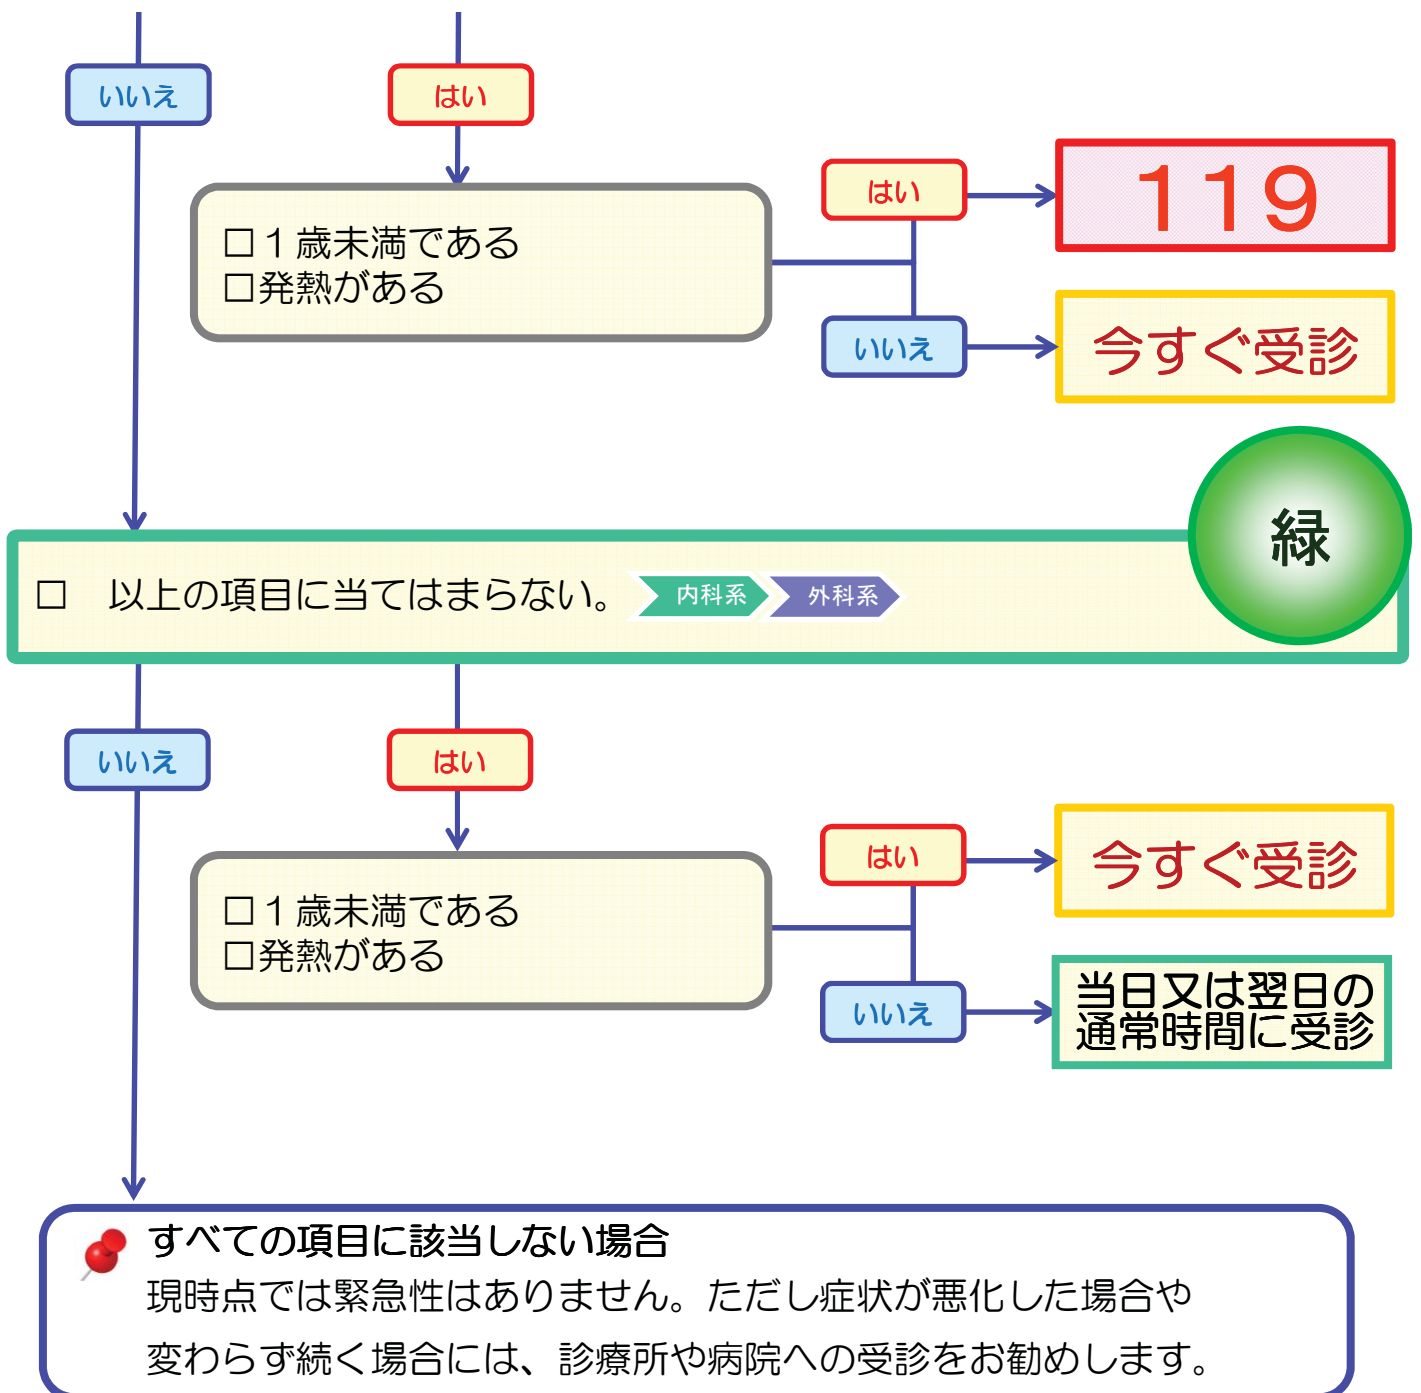 いいえ
はい
はい
119
□１歳未満である
□発熱がある
いいえ
今すぐ受診
緑
□ 以上の項目に当てはまらない。 内科系 外科系
いいえ
はい
はい
今すぐ受診
□１歳未満である
□発熱がある
いいえ
当日又は翌日の
通常時間に受診
すべての項目に該当しない場合
現時点では緊急性はありません。ただし症状が悪化した場合や
変わらず続く場合には、診療所や病院への受診をお勧めします。